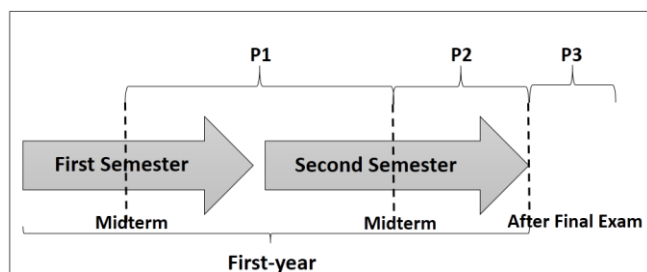 P1 P2 P3
First Semester Second Semester
Midterm Midterm After Final Exam
First-year